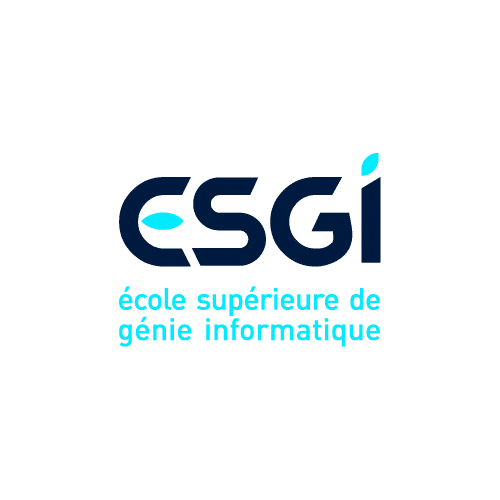 ESGI
école supérieure de
génie informatique